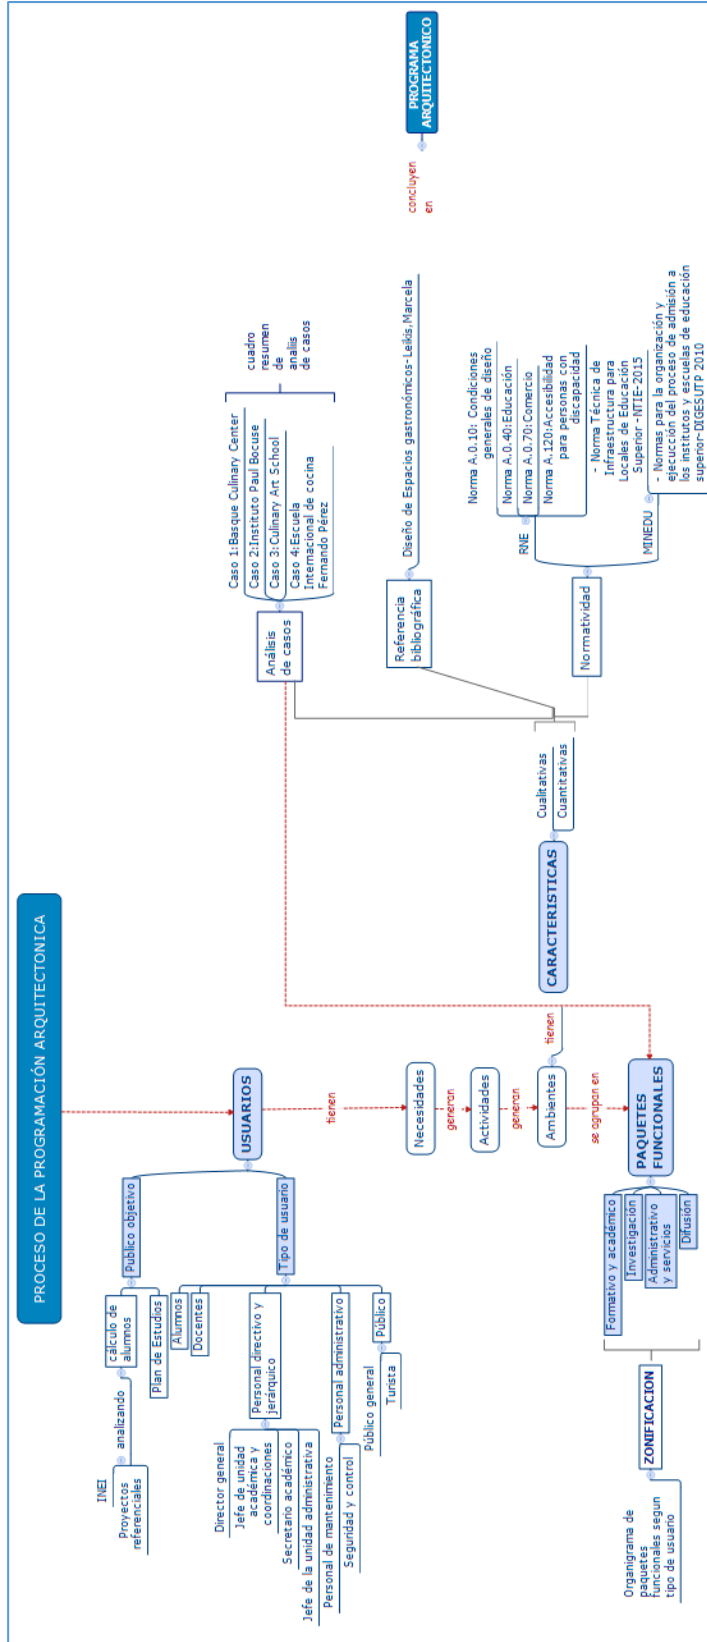 PROCESO DE LA PROGRAMACIÓN ARQUITECTONICA
USUARIOS
Publico objetivo
cálculo de
alumnos
analizando
INEI
Proyectos
referenciales
Plan de Estudios
Tipo de usuario
Alumnos
Docentes
Personal directivo y
jerárquico
Director general
Jefe de unidad
académica y
coordinaciones
Secretario académico
Jefe de la unidad administrativa
Personal administrativo
Personal de mantenimiento
Seguridad y control
Público
Público general
Turista
tienen
Necesidades
generan
Actividades
generan
Ambientes
tienen
se agrupan en
PAQUETES
FUNCIONALES
Formativo y académico
Investigación
Administrativo
y servicios
Difusión
ZONIFICACION
Organigrama de
paquetes
funcionales segun
tipo de usuario
CARACTERISTICAS
Cualitativas
Cuantitativas
Análisis
de casos
Caso 1:Basque Culinary Center
Caso 2:Instituto Paul Bocuse
Caso 3:Culinary Art School
Caso 4:Escuela
Internacional de cocina
Fernando Pérez
cuadro
resumen
de
analiis
de casos
Referencia
bibliográfica
Diseño de Espacios gastronómicos-Leikis,Marcela
Normatividad
RNE
Norma A.0.10: Condiciones
generales de diseño
Norma A.0.40:Educación
Norma A.0.70:Comercio
Norma A.120:Accesibilidad
para personas con
discapacidad
- Norma Técnica de
Infraestructura para
Locales de Educación
Superior -NTIE-2015
MINEDU
- Normas para la organización y
ejecucción del proceso de admisión a
los institutos y escuelas de educación
superior-DIGESUTP 2010
concluyen
en
PROGRAMA
ARQUITECTONICO